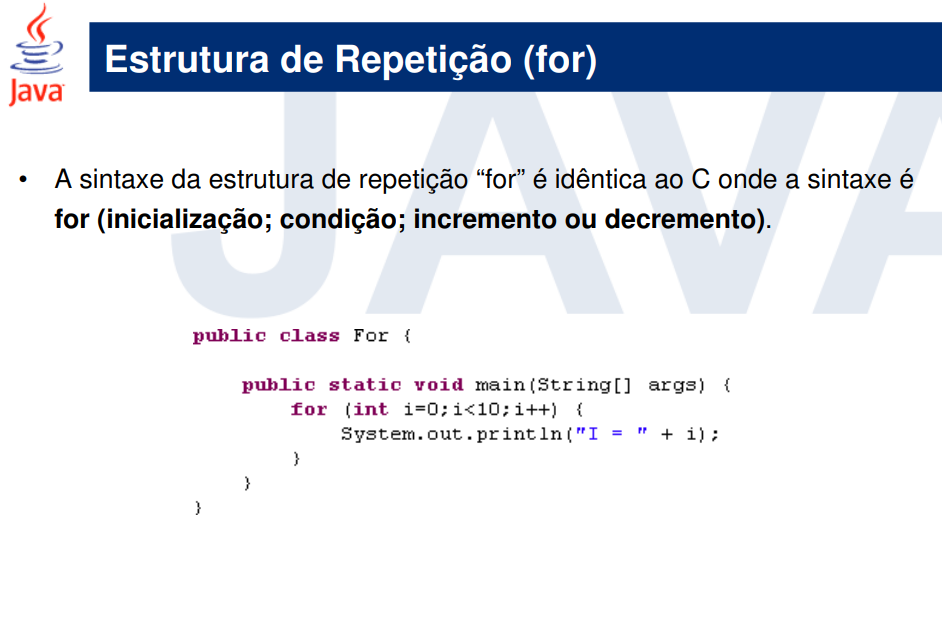 Java
Estrutura de Repetição (for)
JAVA
• A sintaxe da estrutura de repetição “for” é idêntica ao C onde a sintaxe é
for (inicialização; condição; incremento ou decremento).
public class For {
public static void main(String[] args) {
for (int i=0;i<10;i++) {
System.out.println("I = " + i);
}
}
}